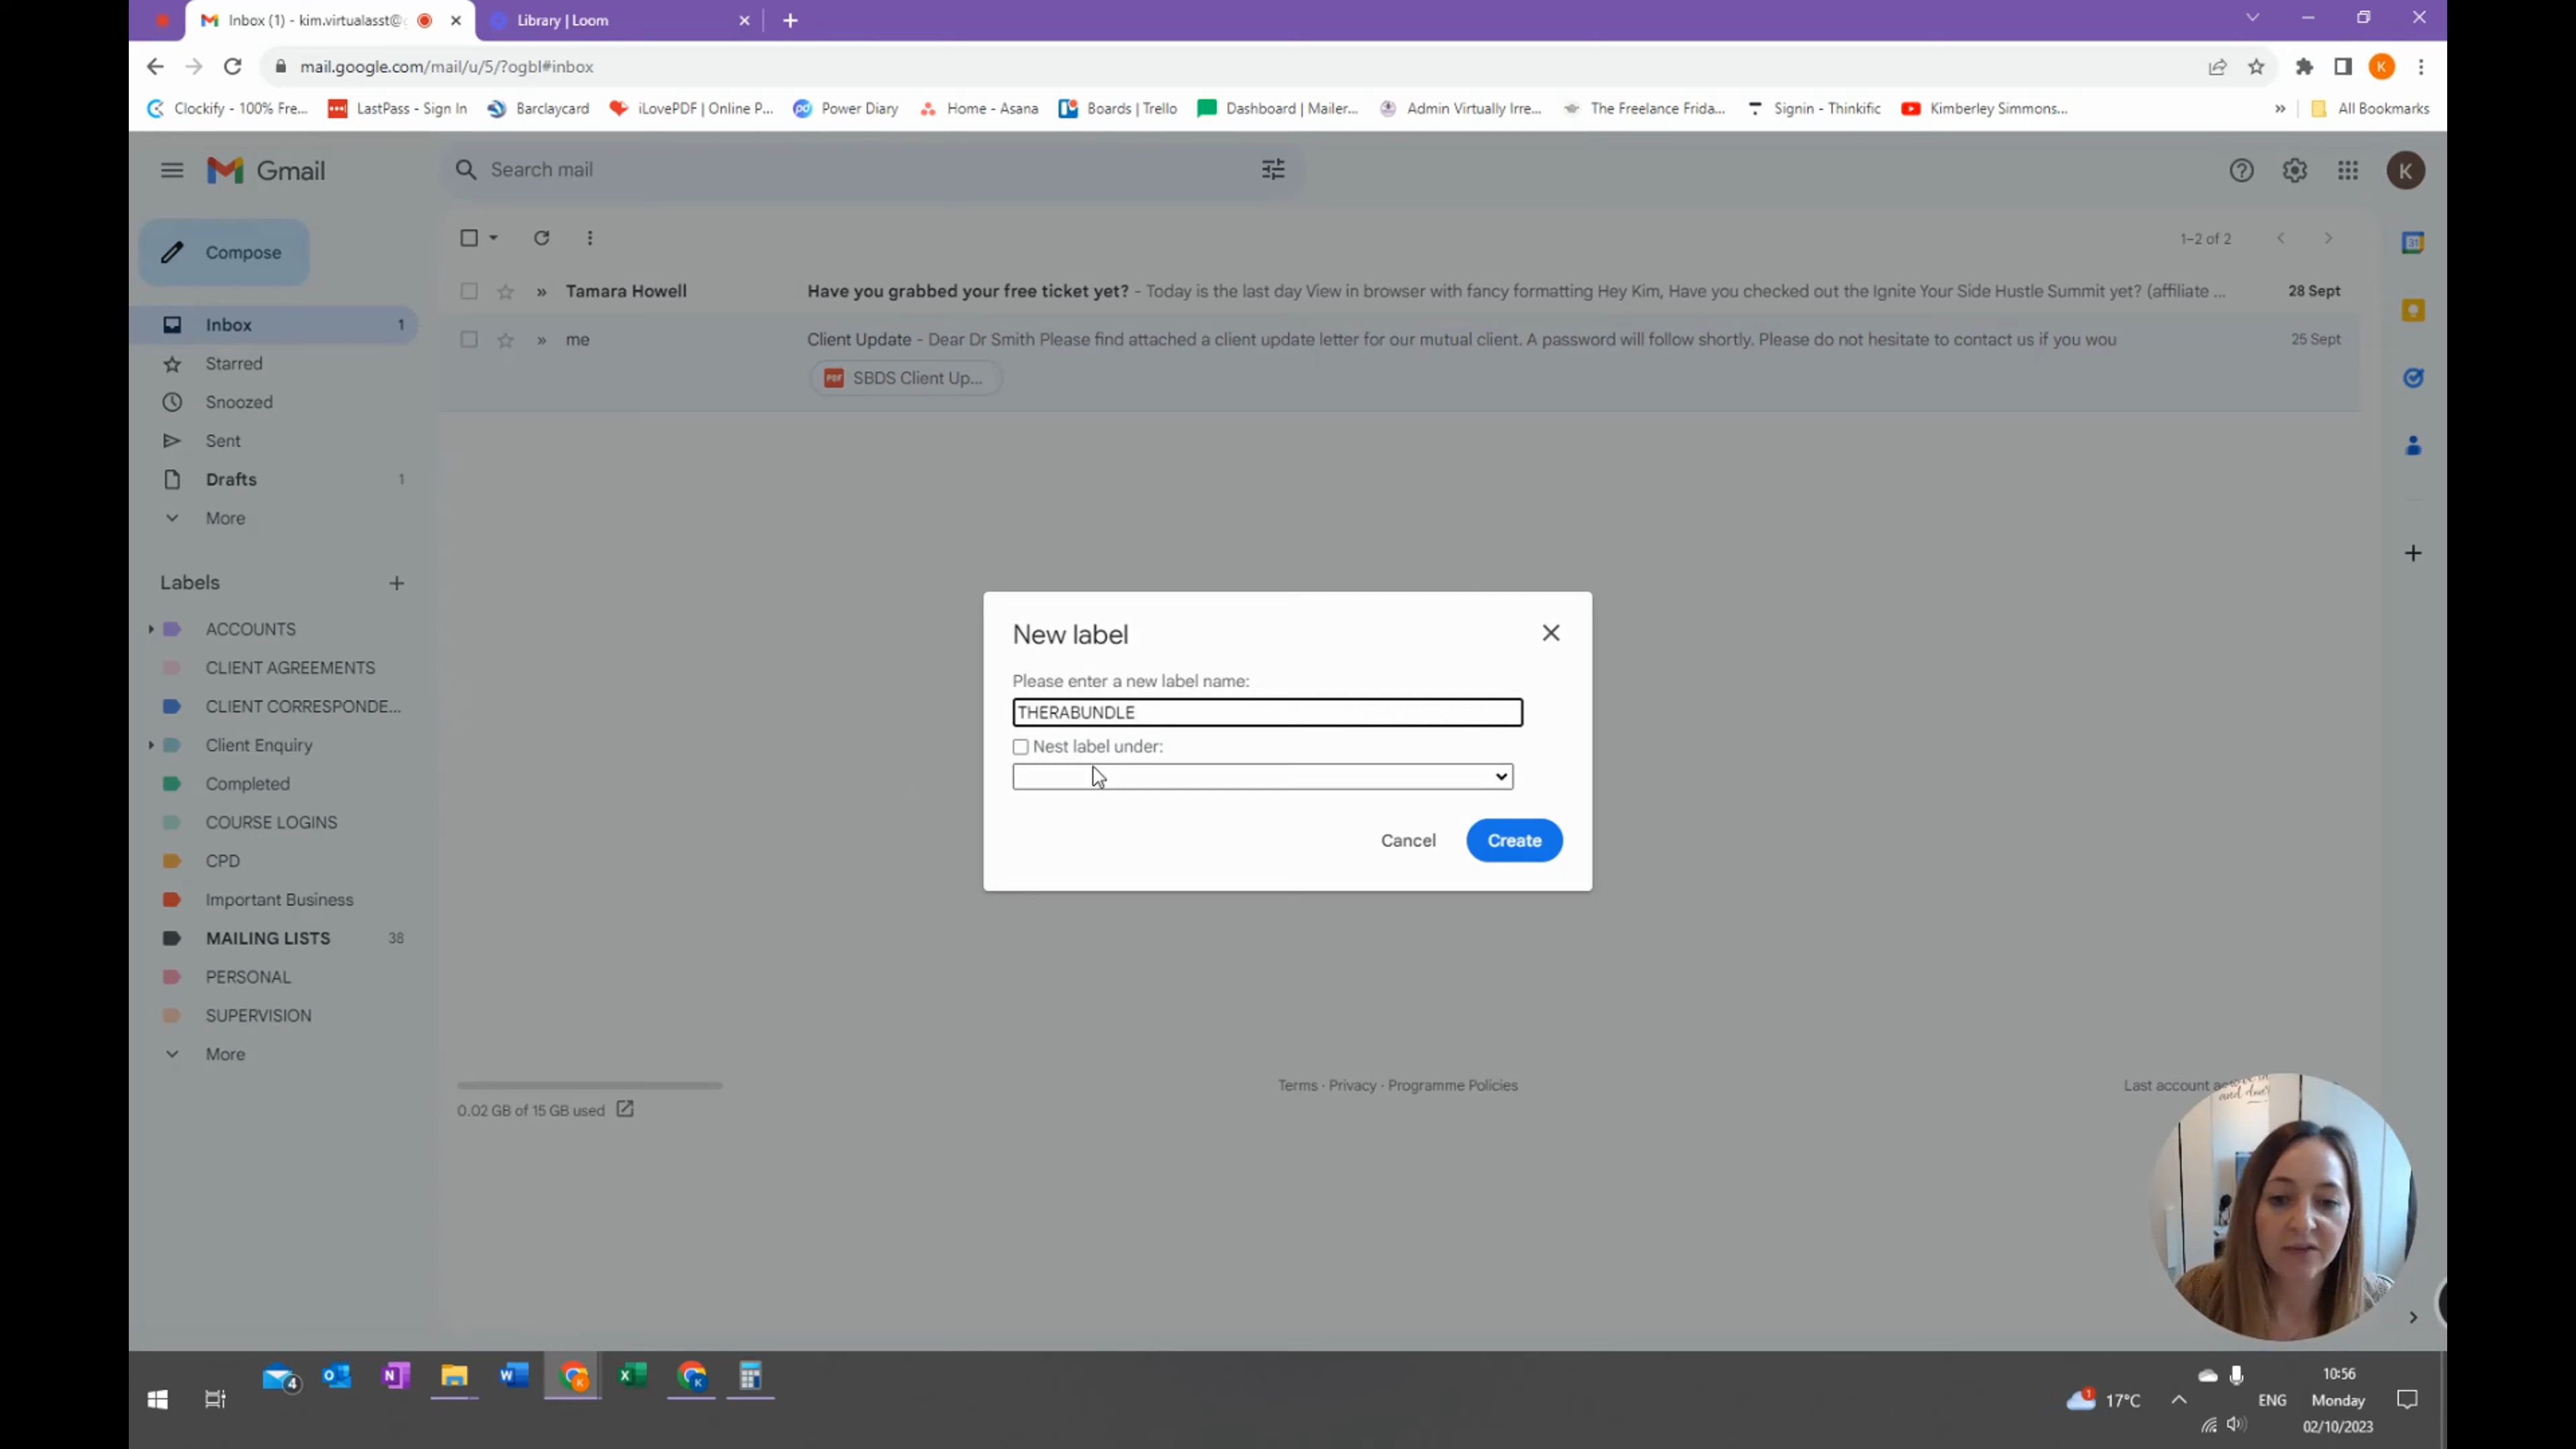 Inbox (1) - kim.virtualasst@g
Library | Loom
mail.google.com/mail/u/5/?ogbl#inbox
Clockify - 100% Fre...
LastPass - Sign In
Barclaycard
iLovePDF | Online P...
Power Diary
Home - Asana
Boards | Trello
Dashboard | Mailer...
Admin Virtually Irre...
The Freelance Frida...
Signin - Thinkific
Kimberley Simmons...
»
All Bookmarks
K
Gmail
Search mail
K
Compose
1–2 of 2
31
Tamara Howell
Have you grabbed your free ticket yet? - Today is the last day View in browser with fancy formatting Hey Kim, Have you checked out the Ignite Your Side Hustle Summit yet? (affiliate ...
28 Sept
me
Client Update - Dear Dr Smith Please find attached a client update letter for our mutual client. A password will follow shortly. Please do not hesitate to contact us if you wou
25 Sept
PDF
SBDS Client Up...
Inbox
1
Starred
Snoozed
Sent
Drafts
1
More
Labels
ACCOUNTS
CLIENT AGREEMENTS
CLIENT CORRESPONDE...
Client Enquiry
Completed
COURSE LOGINS
CPD
Important Business
MAILING LISTS
38
PERSONAL
SUPERVISION
More
New label
Please enter a new label name:
THERABUNDLE
Nest label under:
Cancel
Create
0.02 GB of 15 GB used
Terms · Privacy · Programme Policies
Last account
and done!
4
1
17°C
ENG
10:56
Monday
02/10/2023